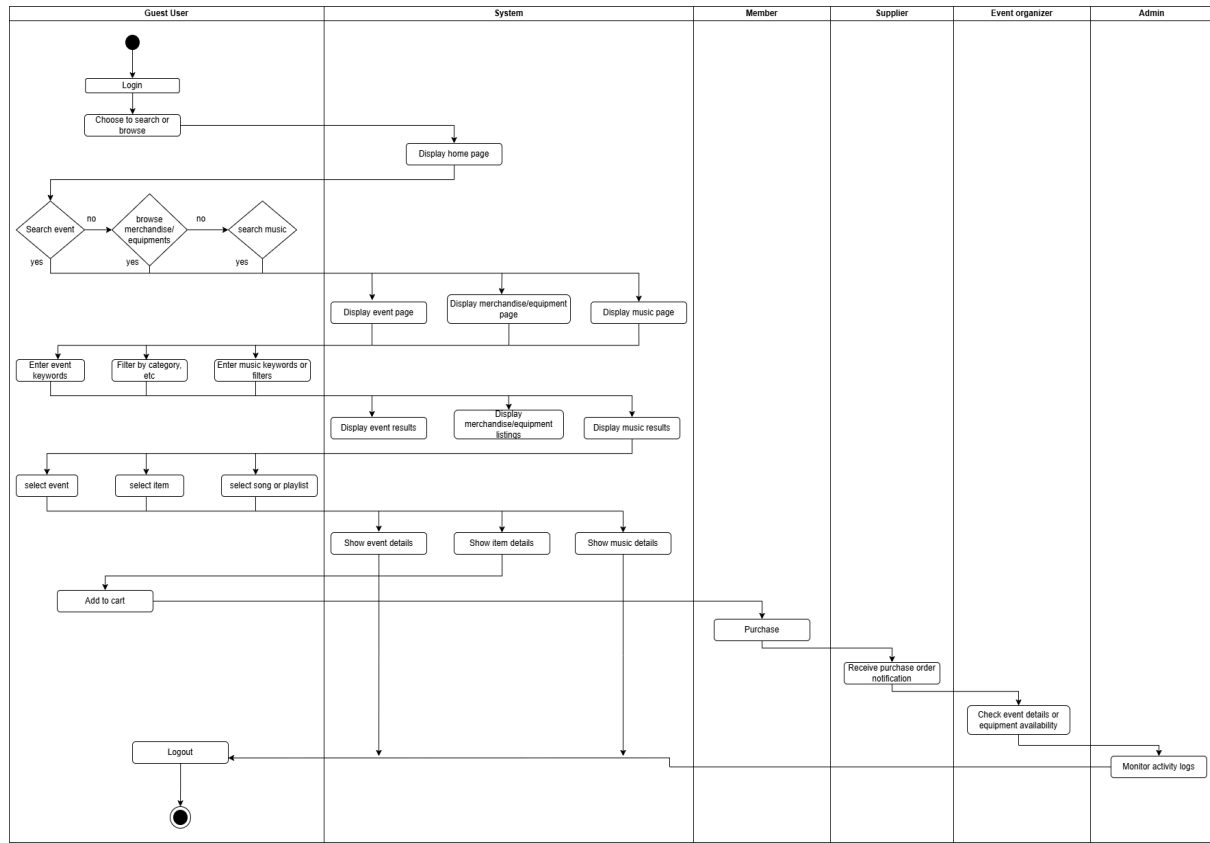 Guest User
System
Member
Supplier
Event organizer
Admin
Login
Choose to search or
browse
Display home page
Search event
no
browse
merchandise/
equipments
no
search music
yes
yes
yes
Display event page
Display merchandise/equipment
page
Display music page
Enter event
keywords
Filter by category,
etc
Enter music keywords or
filters
Display event results
Display
merchandise/equipment
listings
Display music results
select event
select item
select song or playlist
Show event details
Show item details
Show music details
Add to cart
Purchase
Receive purchase order
notification
Check event details or
equipment availability
Logout
Monitor activity logs